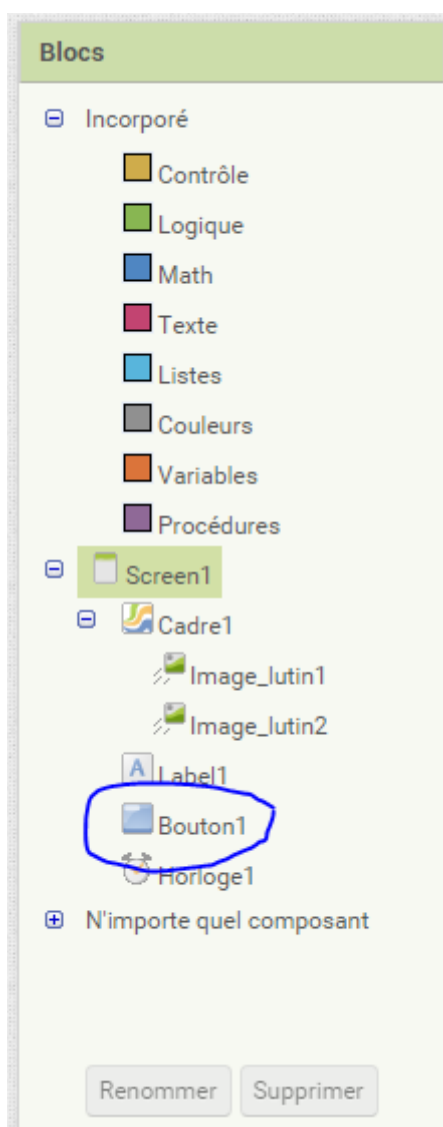 Blocs
Incorporé
Contrôle
Logique
Math
Texte
Listes
Couleurs
Variables
Procédures
Screen1
Cadre1
Image_lutin1
Image_lutin2
A Label1
Bouton1
Horloge1
N'importe quel composant
Renommer Supprimer